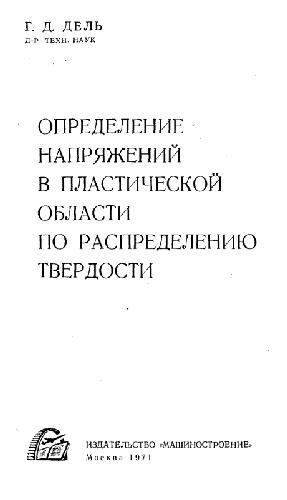 Г. Д. ДЕЛЬ
Д-Р ТЕХН. НАУК
ОПРЕДЕЛЕНИЕ
НАПРЯЖЕНИЙ
В ПЛАСТИЧЕСКОЙ
ОБЛАСТИ
ПО РАСПРЕДЕЛЕНИЮ
ТВЕРДОСТИ
ИЗДАТЕЛЬСТВО «МАШИНОСТРОЕНИЕ»
Москва 1971